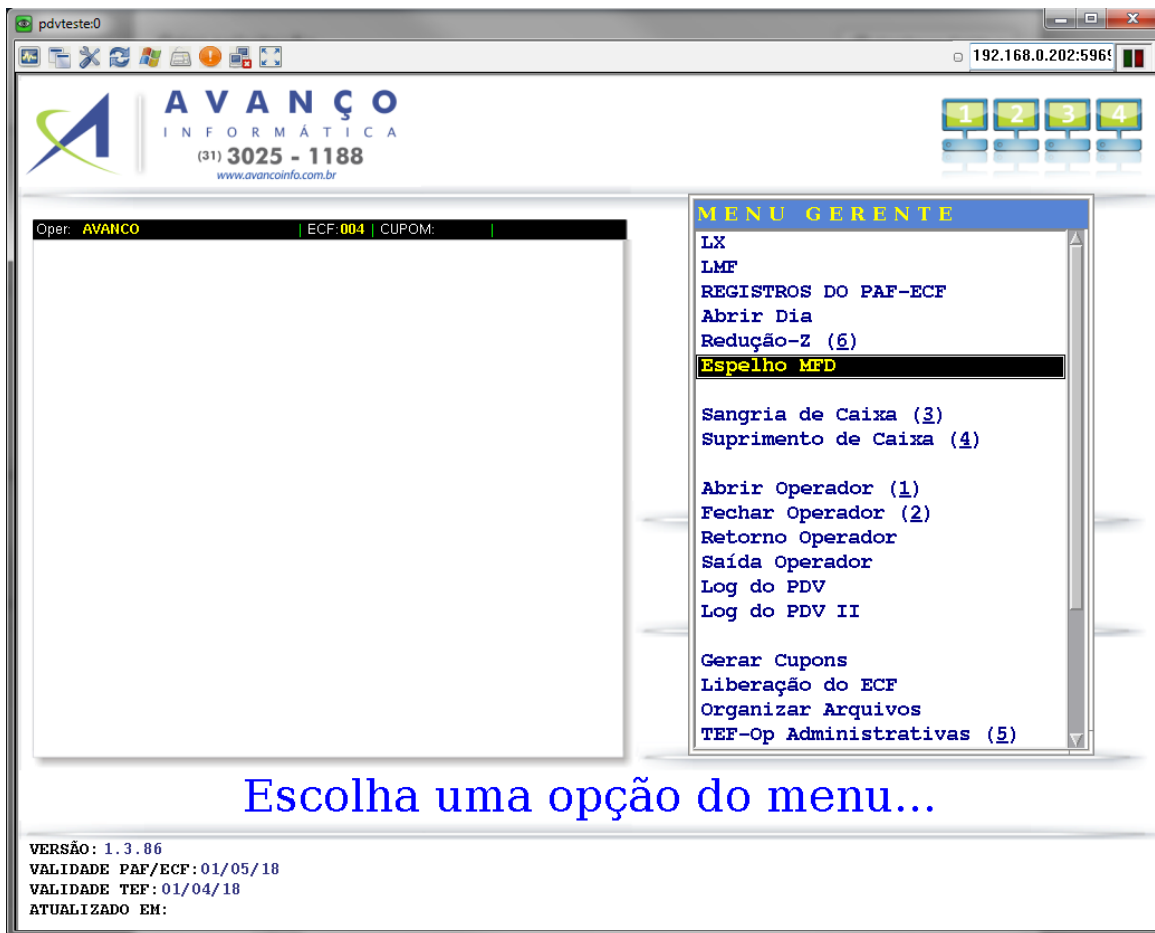 pdvteste:0
192.168.0.202:5969
AVANÇO
INFORMÁTICA
(31) 3025 - 1188
www.avancoinfo.com.br
1 2 3 4
Oper: AVANCO | ECF:004 | CUPOM: |
MENU GERENTE
LX
LMF
REGISTROS DO PAF-ECF
Abrir Dia
Redução-Z (6)
Espelho MFD
Sangria de Caixa (3)
Suprimento de Caixa (4)
Abrir Operador (1)
Fechar Operador (2)
Retorno Operador
Saída Operador
Log do PDV
Log do PDV II
Gerar Cupons
Liberação do ECF
Organizar Arquivos
TEF-Op Administrativas (5)
Escolha uma opção do menu...
VERSÃO: 1.3.86
VALIDADE PAF/ECF:01/05/18
VALIDADE TEF:01/04/18
ATUALIZADO EM: